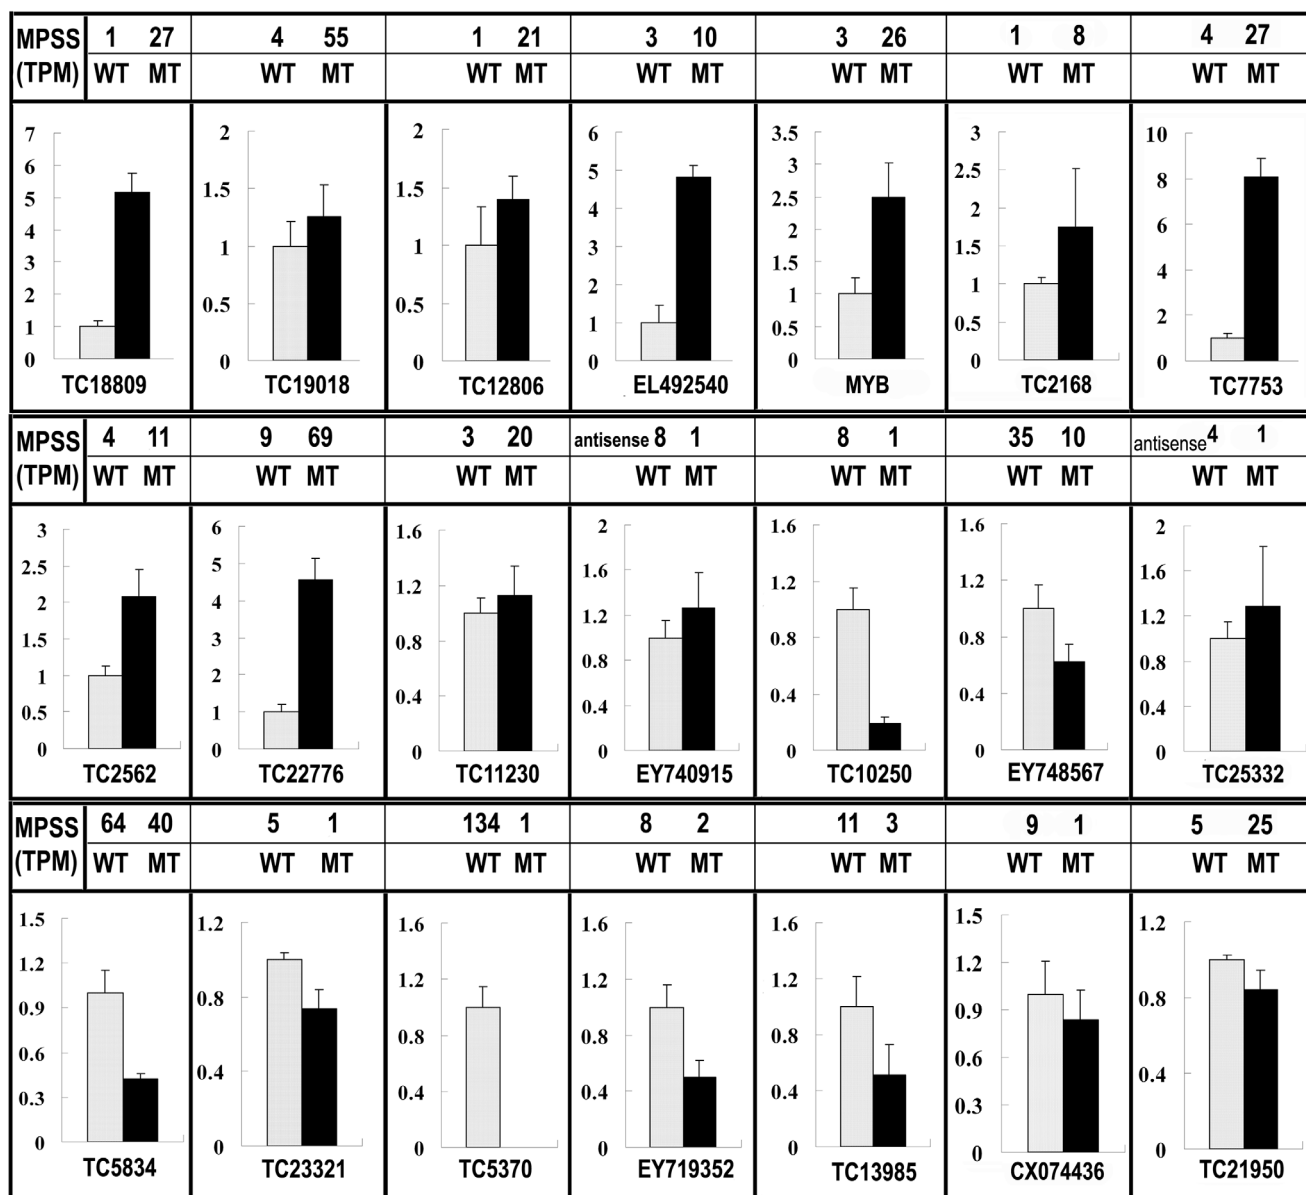 MPSS 1 27 4 55 1 21 3 10 3 26 1 8 4 27
(TPM) WT MT WT MT WT MT WT MT WT MT WT MT WT MT
7 6 5 4 3 2 1 0
2 1.5 1 0.5 0
2 1.5 1 0.5 0
6 5 4 3 2 1 0
3.5 3 2.5 2 1.5 1 0.5 0
3 2.5 2 1.5 1 0.5 0
10 8 6 4 2 0
TC18809 TC19018 TC12806 EL492540 MYB TC2168 TC7753
MPSS 4 11 9 69 3 20 antisense 8 1 8 1 35 10 antisense 4 1
(TPM) WT MT WT MT WT MT WT MT WT MT WT MT WT MT
3 2.5 2 1.5 1 0.5 0
6 5 4 3 2 1 0
1.6 1.2 0.8 0.4 0
2 1.6 1.2 0.8 0.4 0
1.6 1.2 0.8 0.4 0
1.6 1.2 0.8 0.4 0
2 1.6 1.2 0.8 0.4 0
TC2562 TC22776 TC11230 EY740915 TC10250 EY748567 TC25332
MPSS 64 40 5 1 134 1 8 2 11 3 9 1 5 25
(TPM) WT MT WT MT WT MT WT MT WT MT WT MT WT MT
1.5 1.2 0.9 0.6 0.3 0
1.2 0.8 0.4 0
1.6 1.2 0.8 0.4 0
1.6 1.2 0.8 0.4 0
1.6 1.2 0.8 0.4 0
1.5 1.2 0.9 0.6 0.3 0
1.2 0.8 0.4 0
TC5834 TC23321 TC5370 EY719352 TC13985 CX074436 TC21950